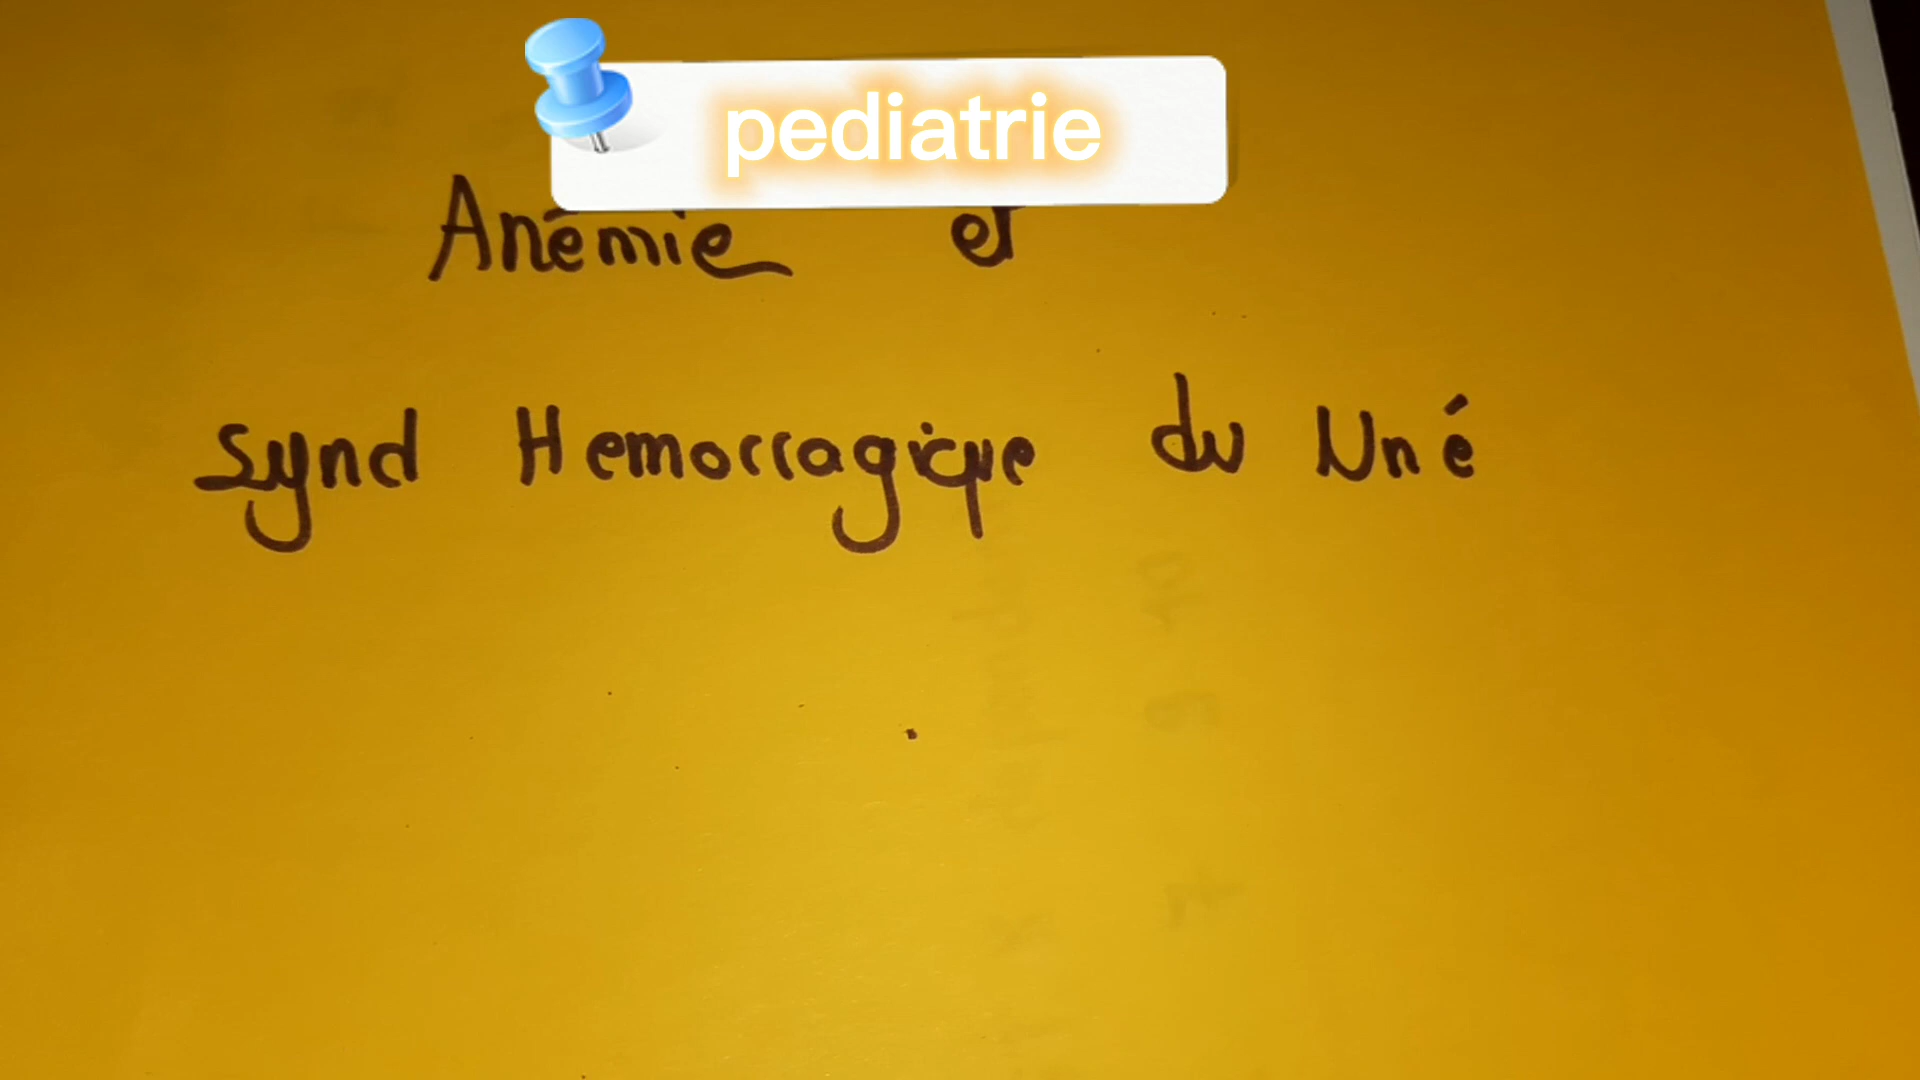 pediatrie
Anémie et
Synd Hemorragique du Nné